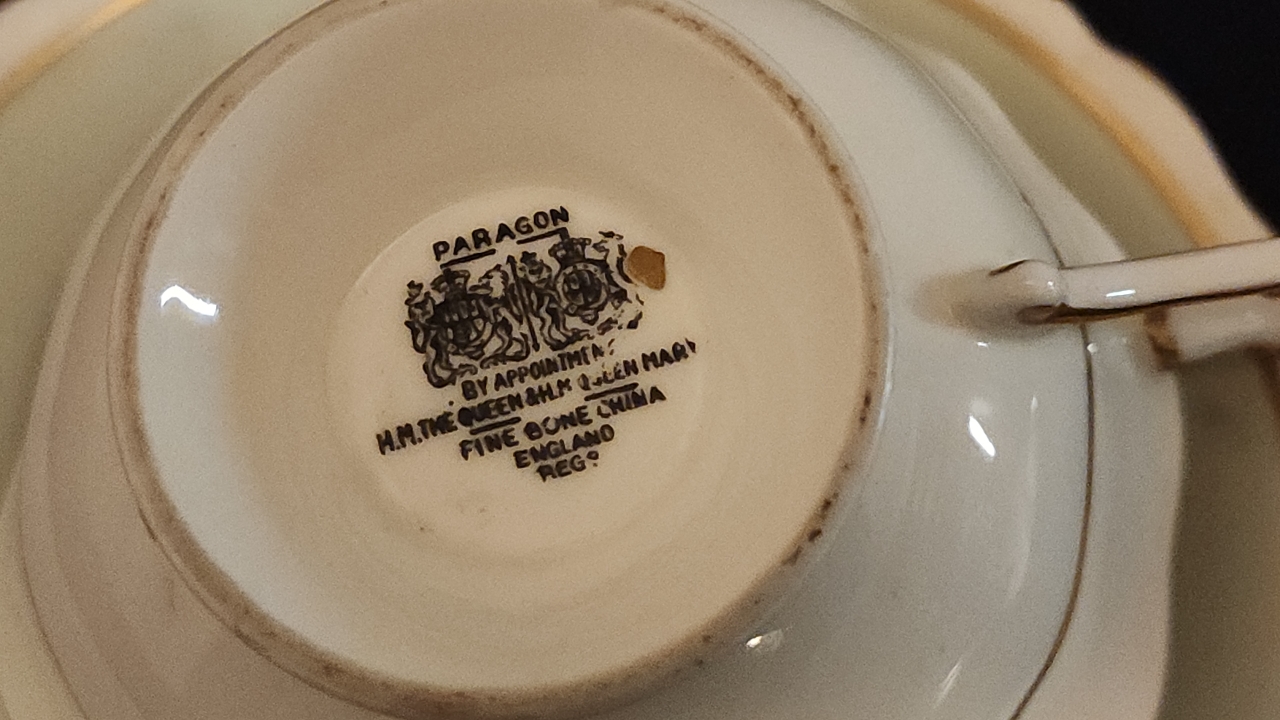 PARAGON
BY APPOINTMENT
H.M. THE QUEEN & H.M. QUEEN MARY
FINE BONE CHINA
ENGLAND
REGD